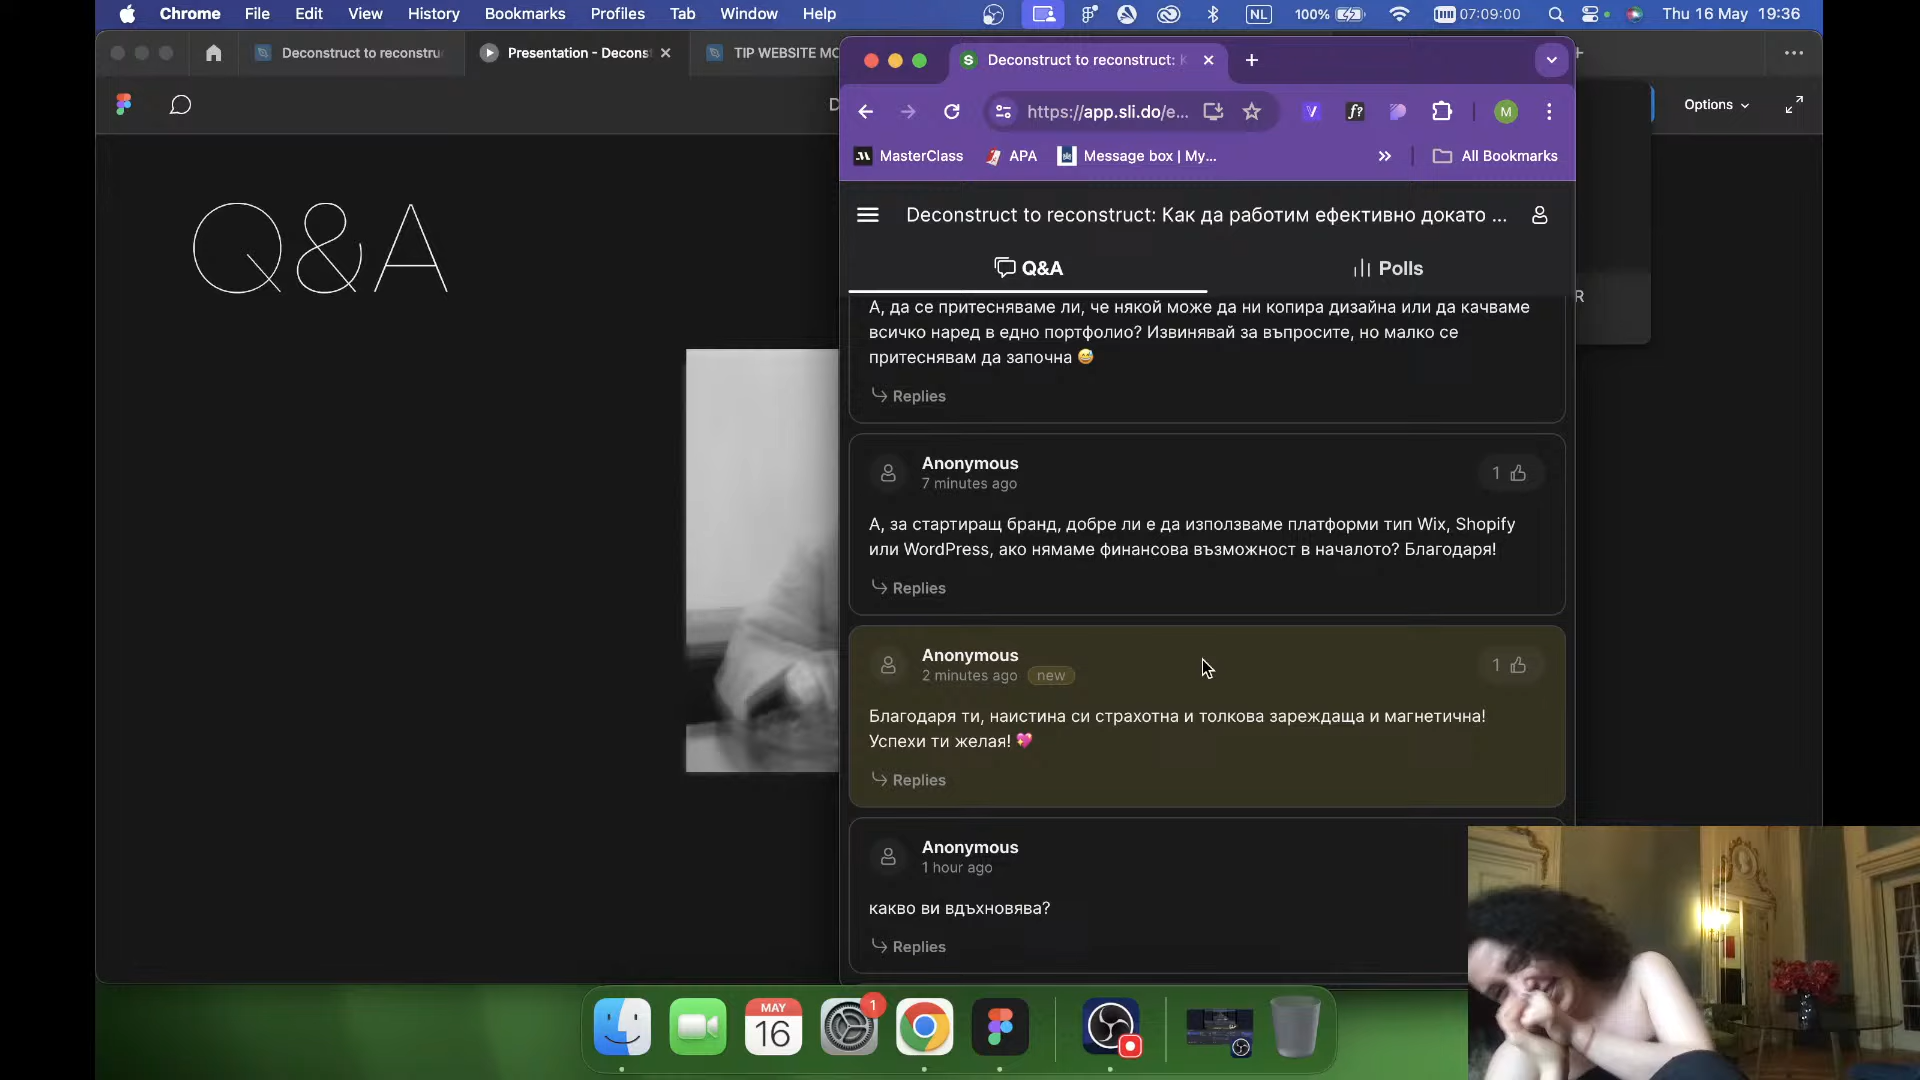 Chrome File Edit View History Bookmarks Profiles Tab Window Help
NL 100% 07:09:00 Thu 16 May 19:36
Deconstruct to reconstru
Presentation - Decons
TIP WEBSITE MO
Deconstruct to reconstruct:
D
Options
https://app.sli.do/e...
M
MasterClass APA Message box | My... All Bookmarks
Q&A
Deconstruct to reconstruct: Как да работим ефективно докато ...
Q&A Polls
R
А, да се притесняваме ли, че някой може да ни копира дизайна или да качваме
всичко наред в едно портфолио? Извинявай за въпросите, но малко се
притеснявам да започна 😅
Replies
Anonymous
7 minutes ago
1
А, за стартиращ бранд, добре ли е да използваме платформи тип Wix, Shopify
или WordPress, ако нямаме финансова възможност в началото? Благодаря!
Replies
Anonymous
2 minutes ago new
1
Благодаря ти, наистина си страхотна и толкова зареждаща и магнетична!
Успехи ти желая! 💖
Replies
Anonymous
1 hour ago
какво ви вдъхновява?
Replies
MAY
16
1